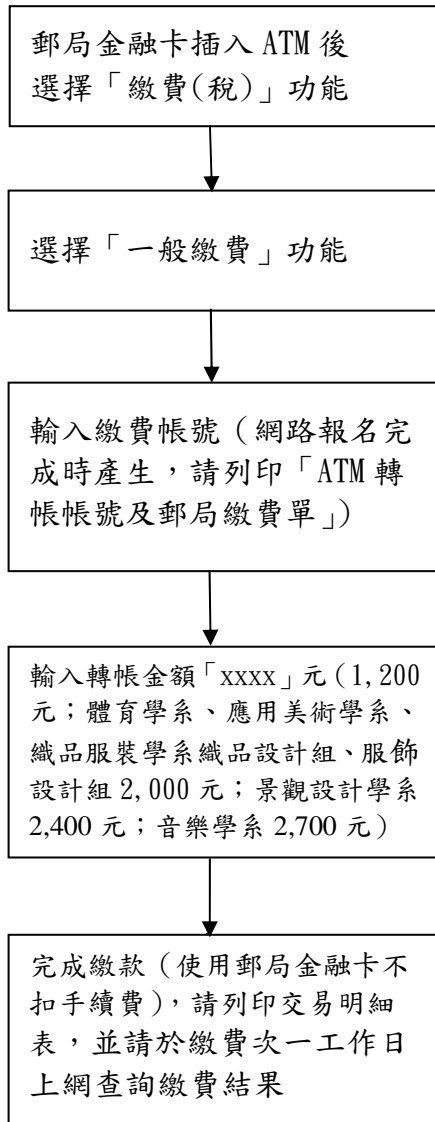 郵局金融卡插入 ATM 後
選擇「繳費(稅)」功能
選擇「一般繳費」功能
輸入繳費帳號（網路報名完
成時產生，請列印「ATM 轉
帳帳號及郵局繳費單」）
輸入轉帳金額「xxxx」元（1,200
元；體育學系、應用美術學系、
織品服裝學系織品設計組、服飾
設計組 2,000 元；景觀設計學系
2,400 元；音樂學系 2,700 元）
完成繳款（使用郵局金融卡不
扣手續費），請列印交易明細
表，並請於繳費次一工作日
上網查詢繳費結果